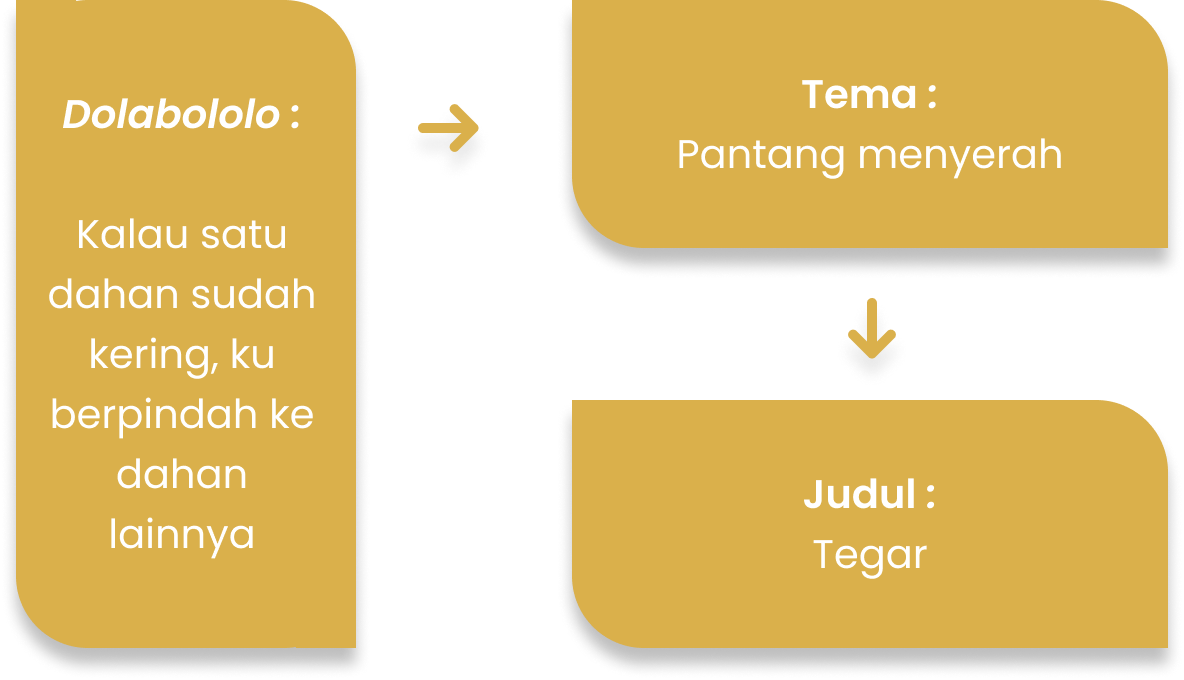 Dolabololo :
Kalau satu
dahan sudah
kering, ku
berpindah ke
dahan
lainnya
Tema :
Pantang menyerah
Judul :
Tegar